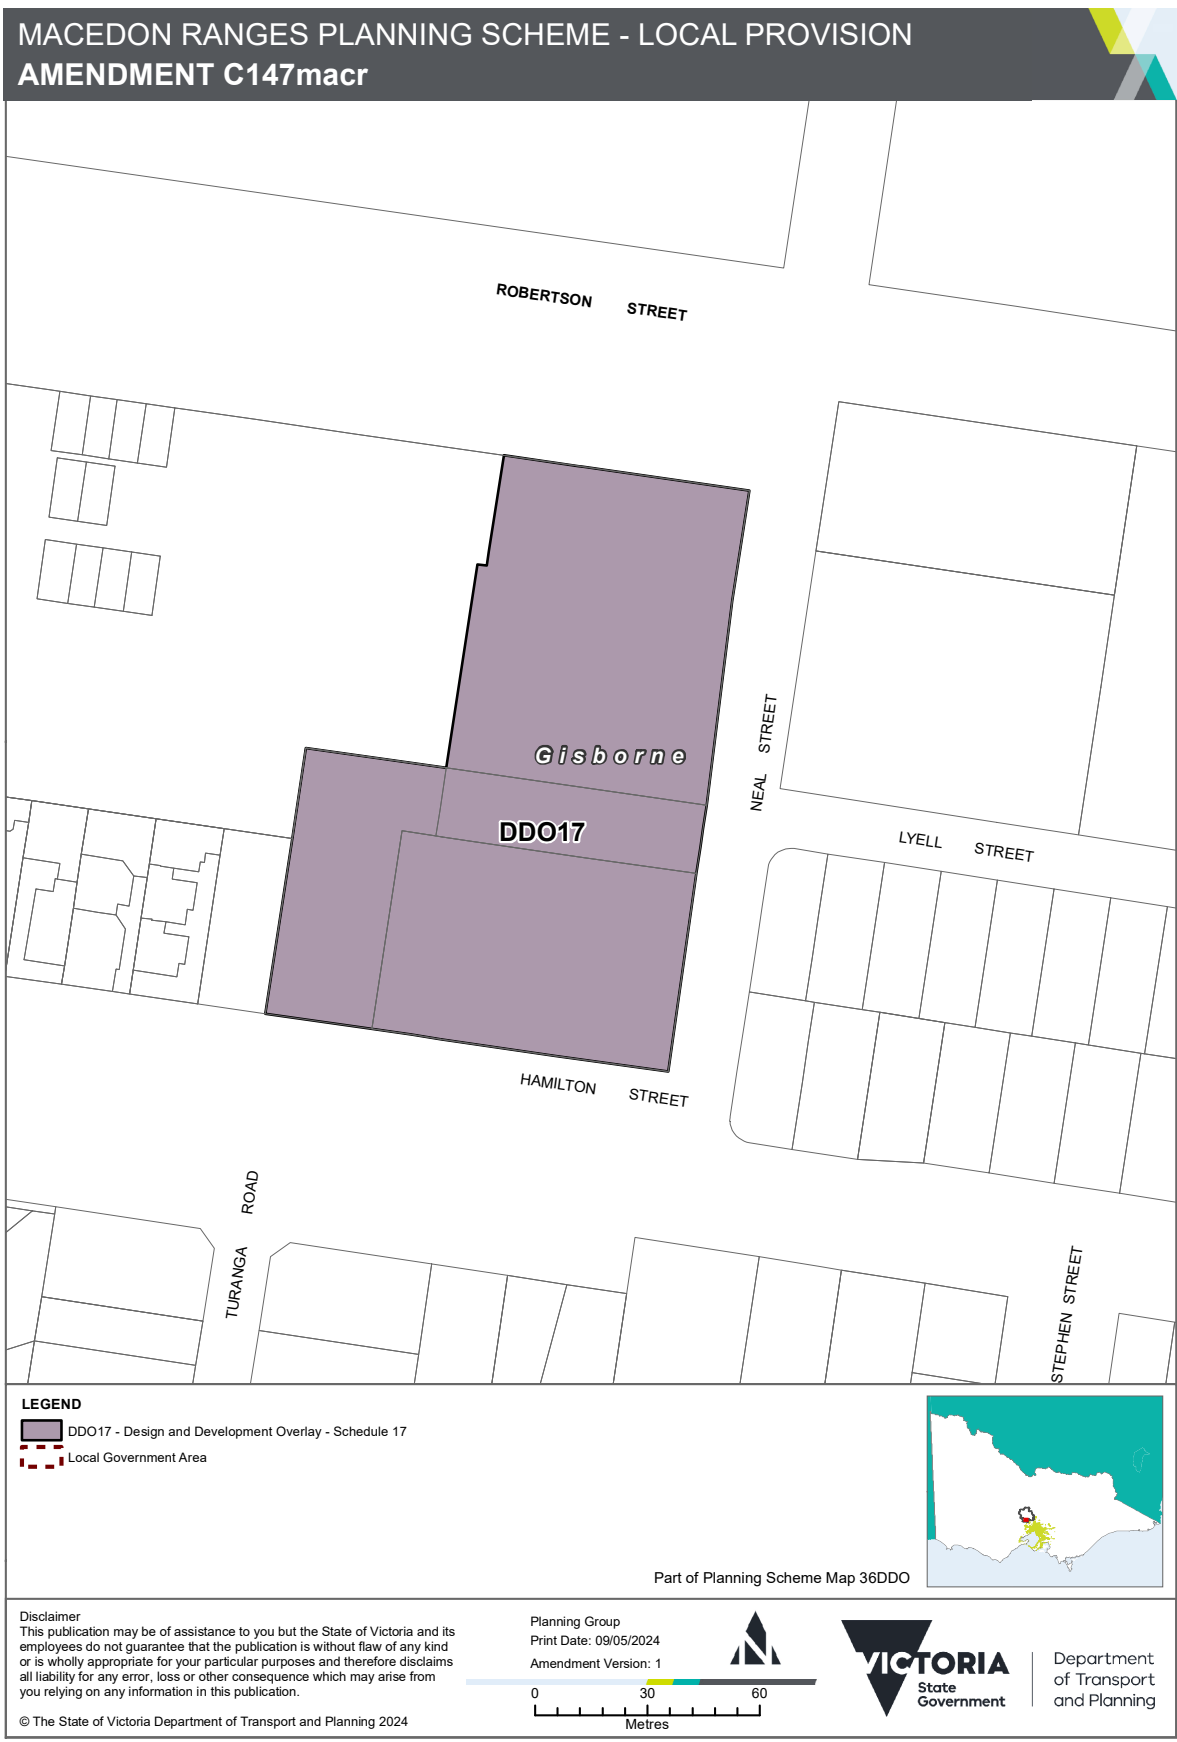 MACEDON RANGES PLANNING SCHEME - LOCAL PROVISION
AMENDMENT C147macr
ROBERTSON STREET
NEAL STREET
Gisborne
DDO17
LYELL STREET
HAMILTON STREET
TURANGA ROAD
STEPHEN STREET
LEGEND
DDO17 - Design and Development Overlay - Schedule 17
Local Government Area
Part of Planning Scheme Map 36DDO
Disclaimer
This publication may be of assistance to you but the State of Victoria and its
employees do not guarantee that the publication is without flaw of any kind
or is wholly appropriate for your particular purposes and therefore disclaims
all liability for any error, loss or other consequence which may arise from
you relying on any information in this publication.
© The State of Victoria Department of Transport and Planning 2024
Planning Group
Print Date: 09/05/2024
Amendment Version: 1
N
0 30 60
Metres
VICTORIA
State
Government
Department
of Transport
and Planning